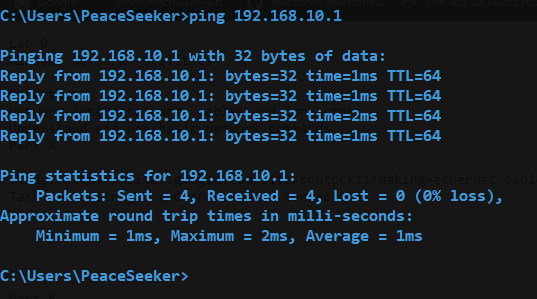 C:\Users\PeaceSeeker>ping 192.168.10.1
Pinging 192.168.10.1 with 32 bytes of data:
Reply from 192.168.10.1: bytes=32 time=1ms TTL=64
Reply from 192.168.10.1: bytes=32 time=1ms TTL=64
Reply from 192.168.10.1: bytes=32 time=2ms TTL=64
Reply from 192.168.10.1: bytes=32 time=1ms TTL=64
Ping statistics for 192.168.10.1:
    Packets: Sent = 4, Received = 4, Lost = 0 (0% loss),
Approximate round trip times in milli-seconds:
    Minimum = 1ms, Maximum = 2ms, Average = 1ms
C:\Users\PeaceSeeker>